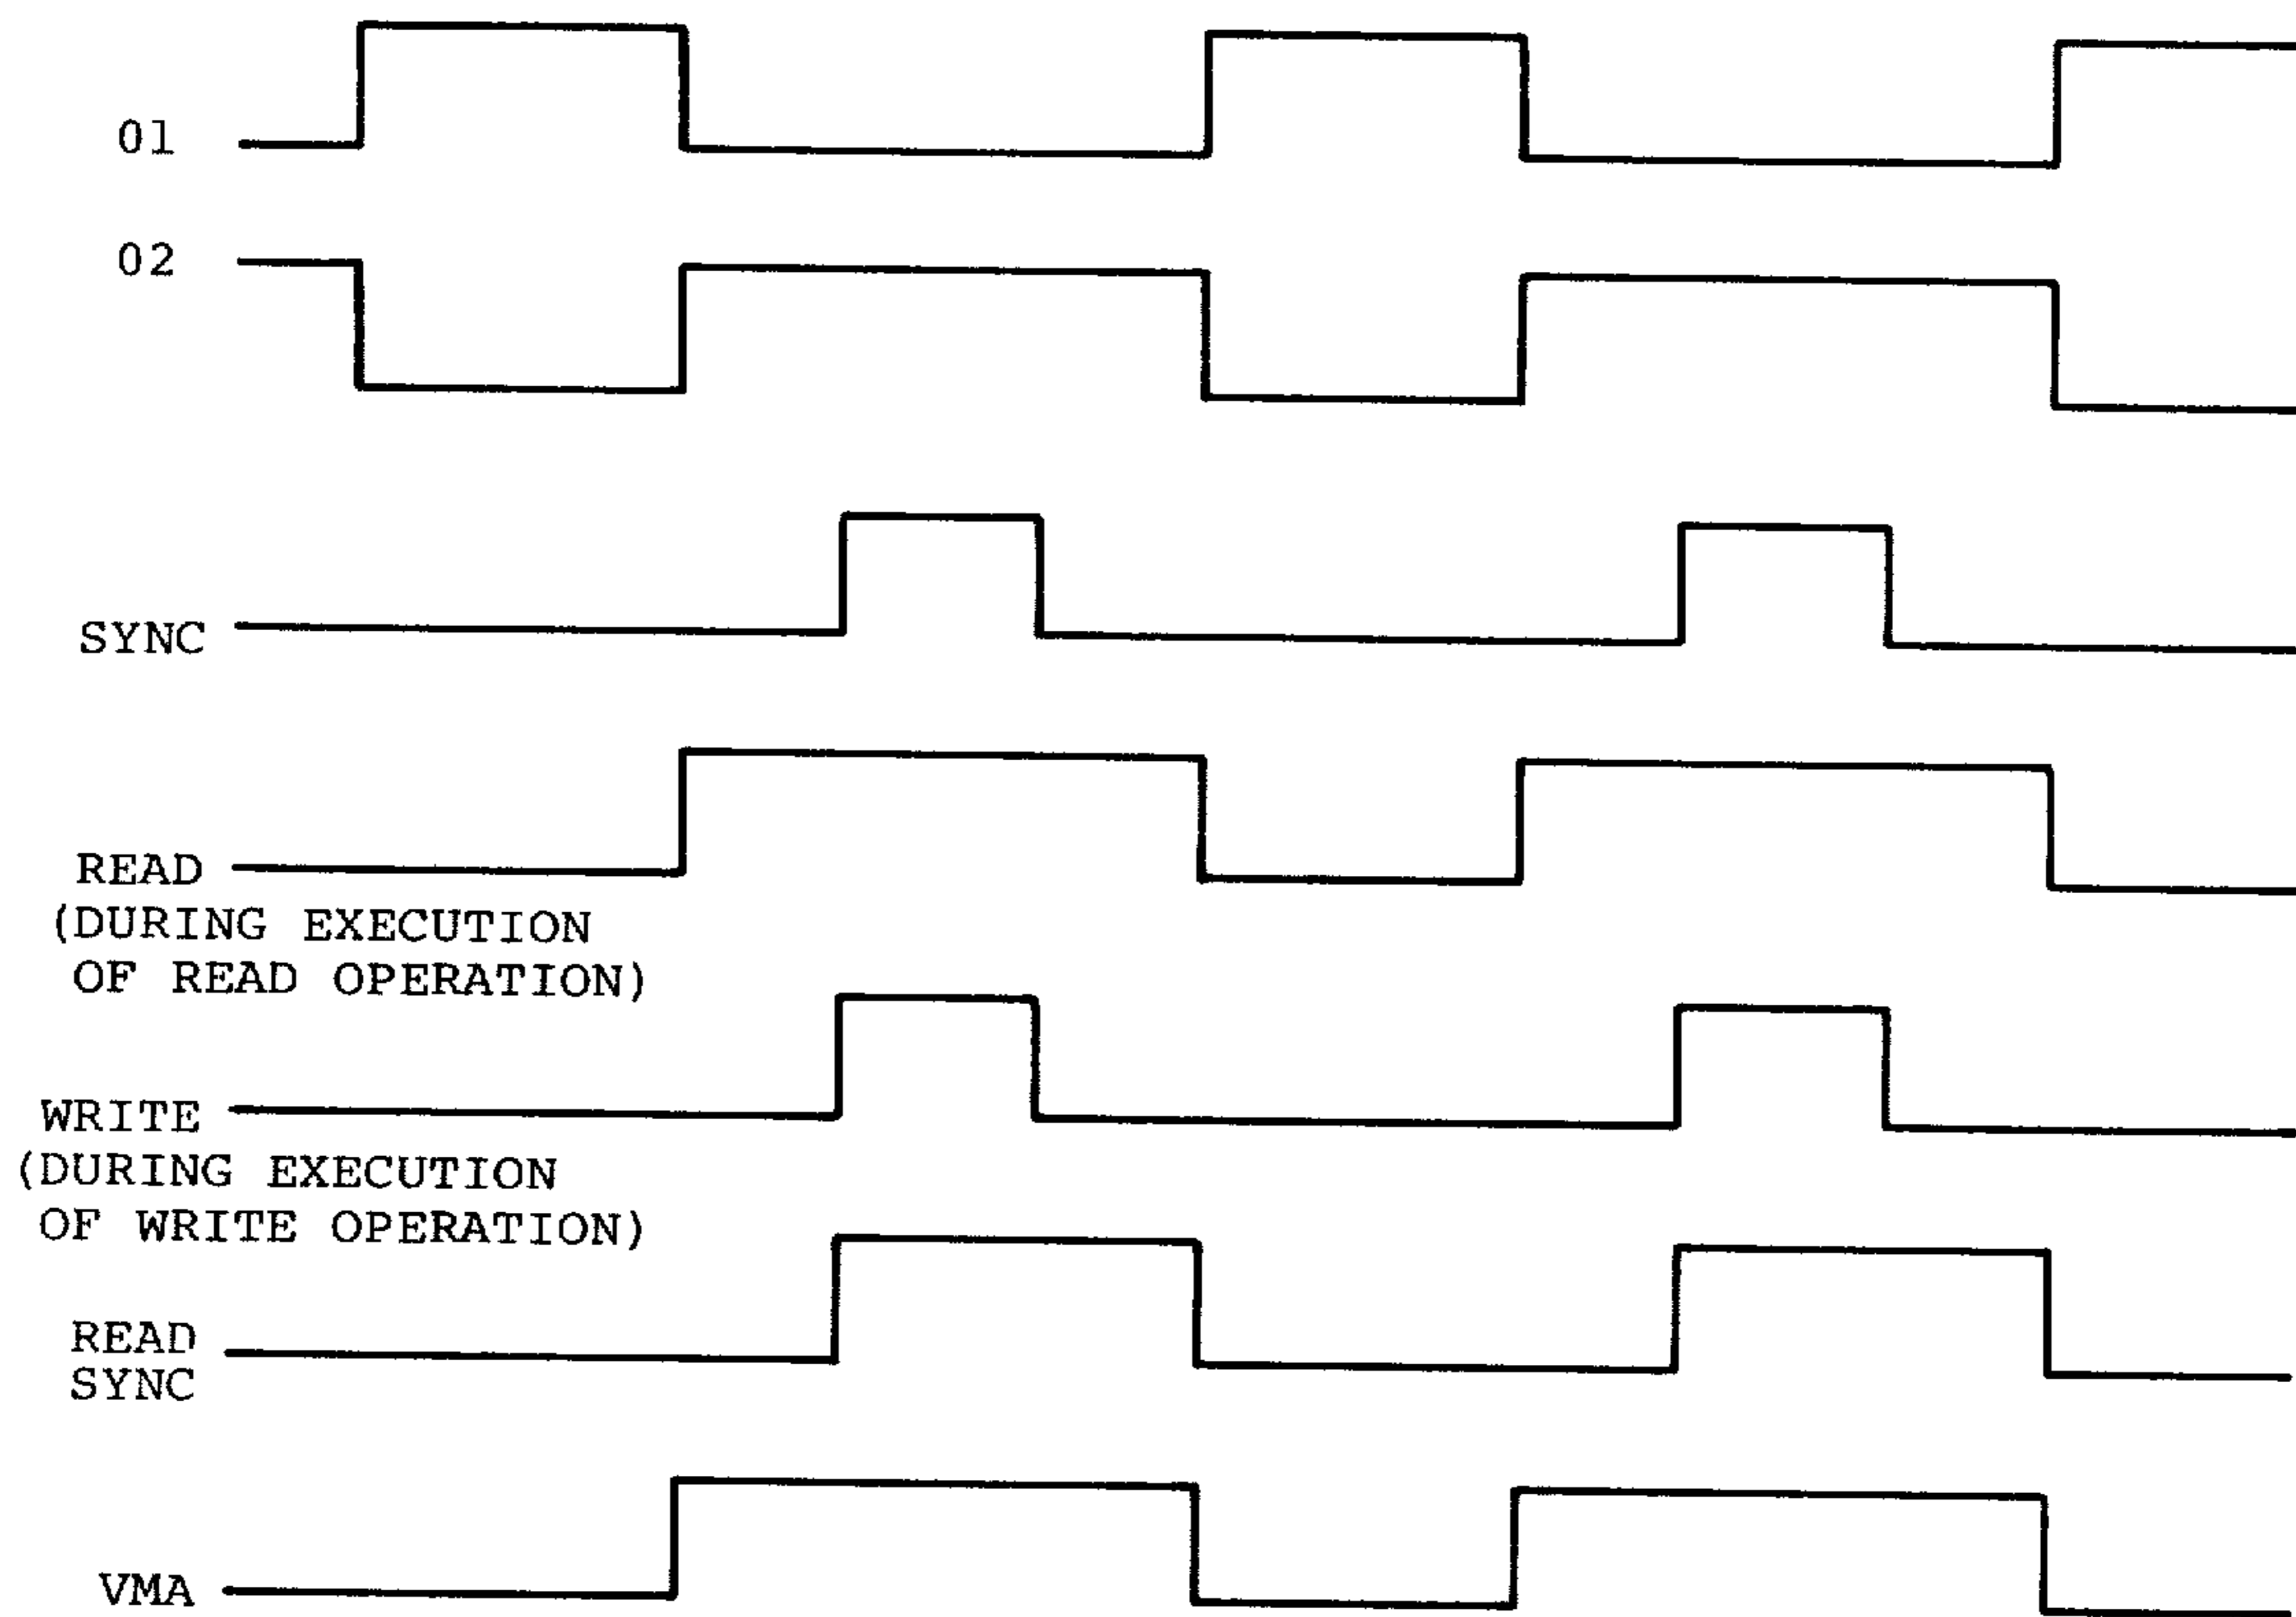 01
02
SYNC
READ
(DURING EXECUTION
OF READ OPERATION)
WRITE
(DURING EXECUTION
OF WRITE OPERATION)
READ
SYNC
VMA